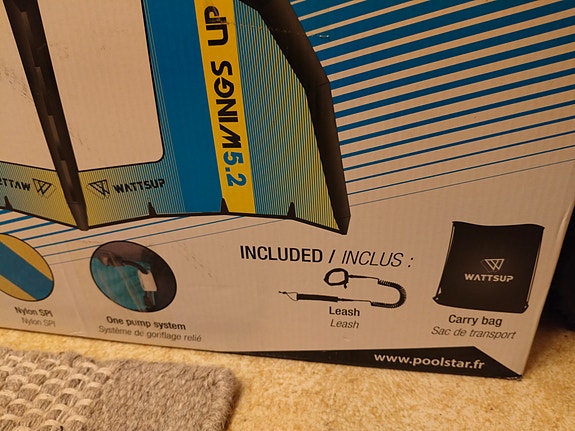 UP WINGS 5.2
WATTSUP
WATTSUP
INCLUDED / INCLUS :
WATTSUP
Nylon SPI
Nylon SPI
One pump system
Système de gonflage relié
Leash
Leash
Carry bag
Sac de transport
www.poolstar.fr